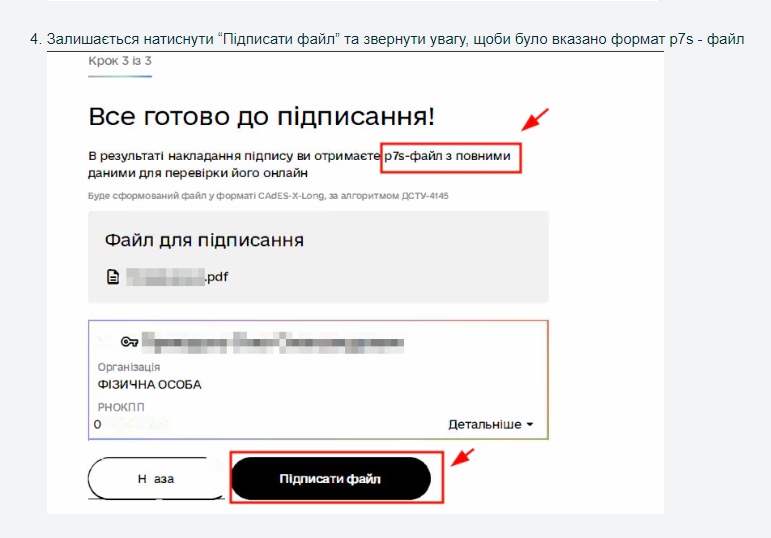 4. Залишається натиснути “Підписати файл” та звернути увагу, щоби було вказано формат p7s - файл
Крок 3 із 3
Все готово до підписання!
В результаті накладання підпису ви отримаєте p7s-файл з повними
даними для перевірки його онлайн
Буде сформований файл у форматі CAdES-X-Long, за алгоритмом ДСТУ-4145
Файл для підписання
.pdf
Організація
ФІЗИЧНА ОСОБА
РНОКПП
0
Детальніше
Н аза
Підписати файл